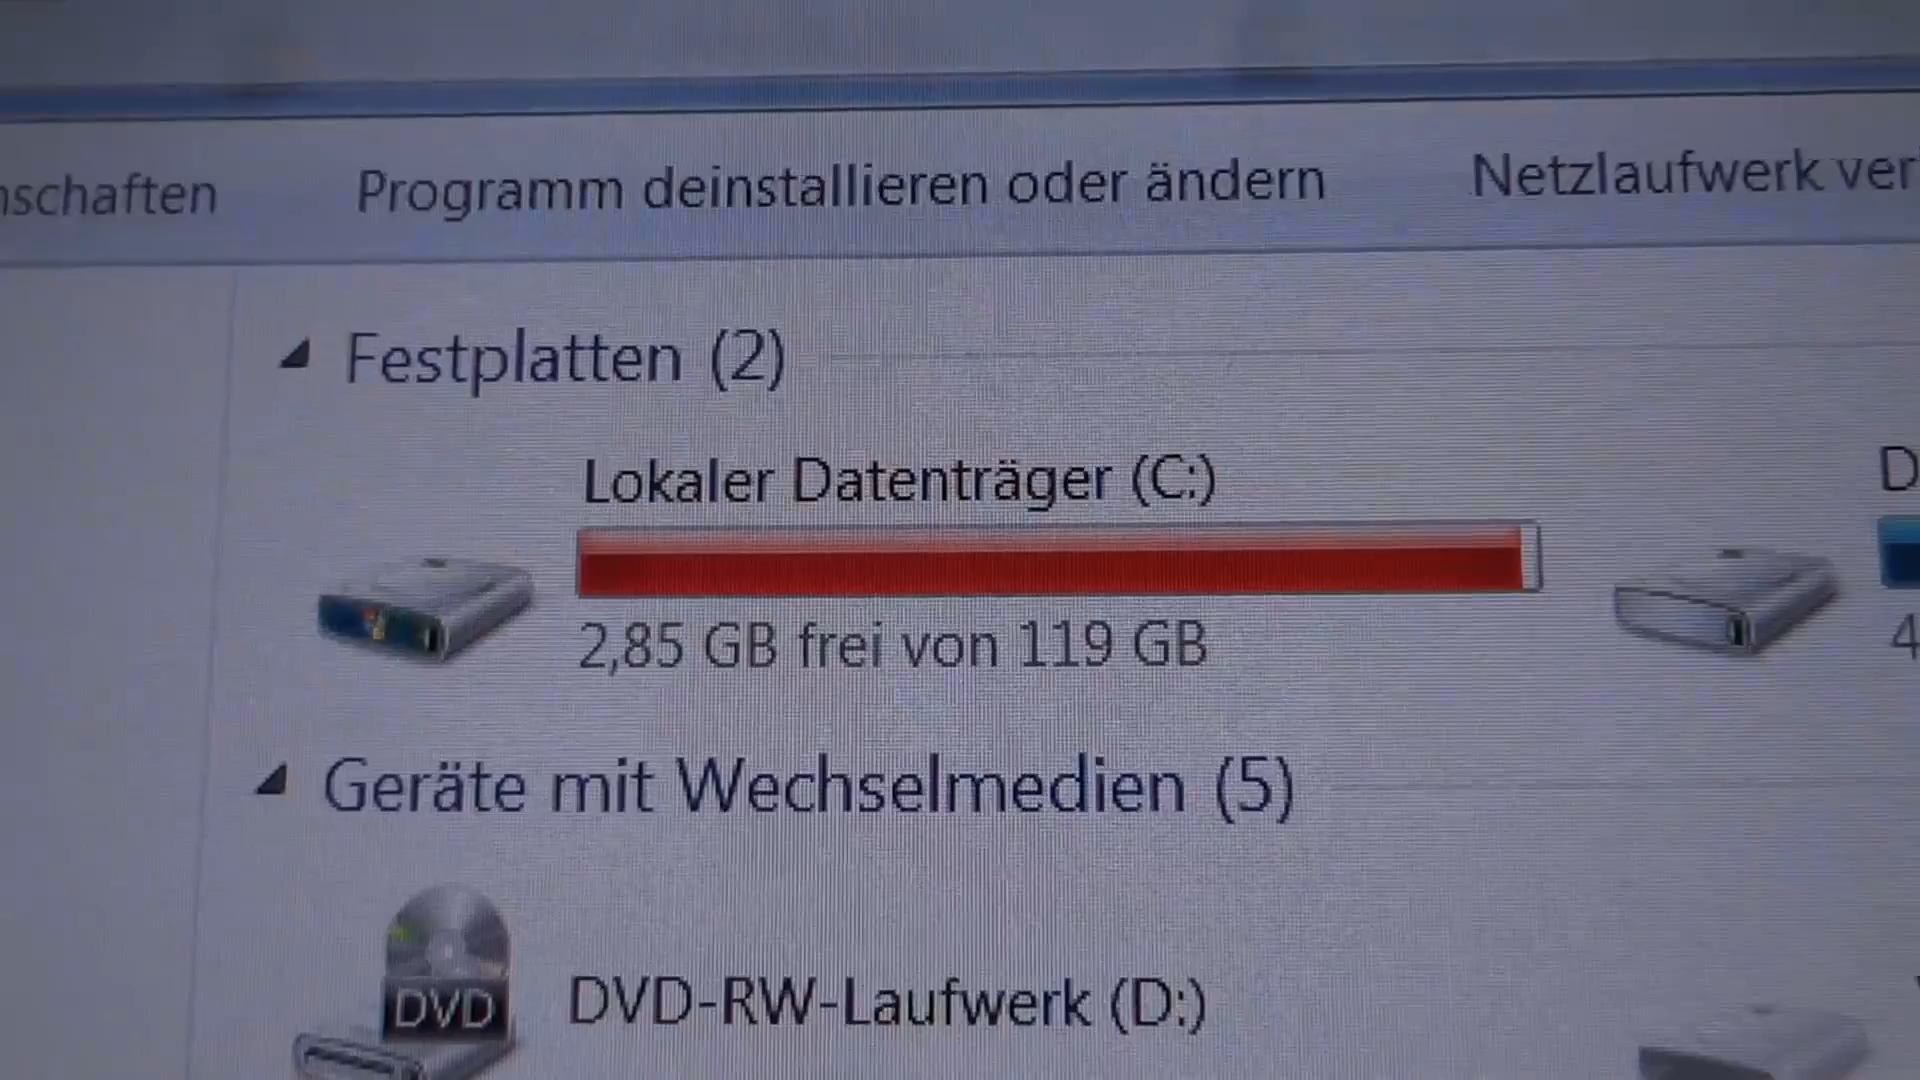 nschaften Programm deinstallieren oder ändern Netzlaufwerk ver
Festplatten (2)
Lokaler Datenträger (C:)
D
2,85 GB frei von 119 GB
4
Geräte mit Wechselmedien (5)
DVD
DVD-RW-Laufwerk (D:)